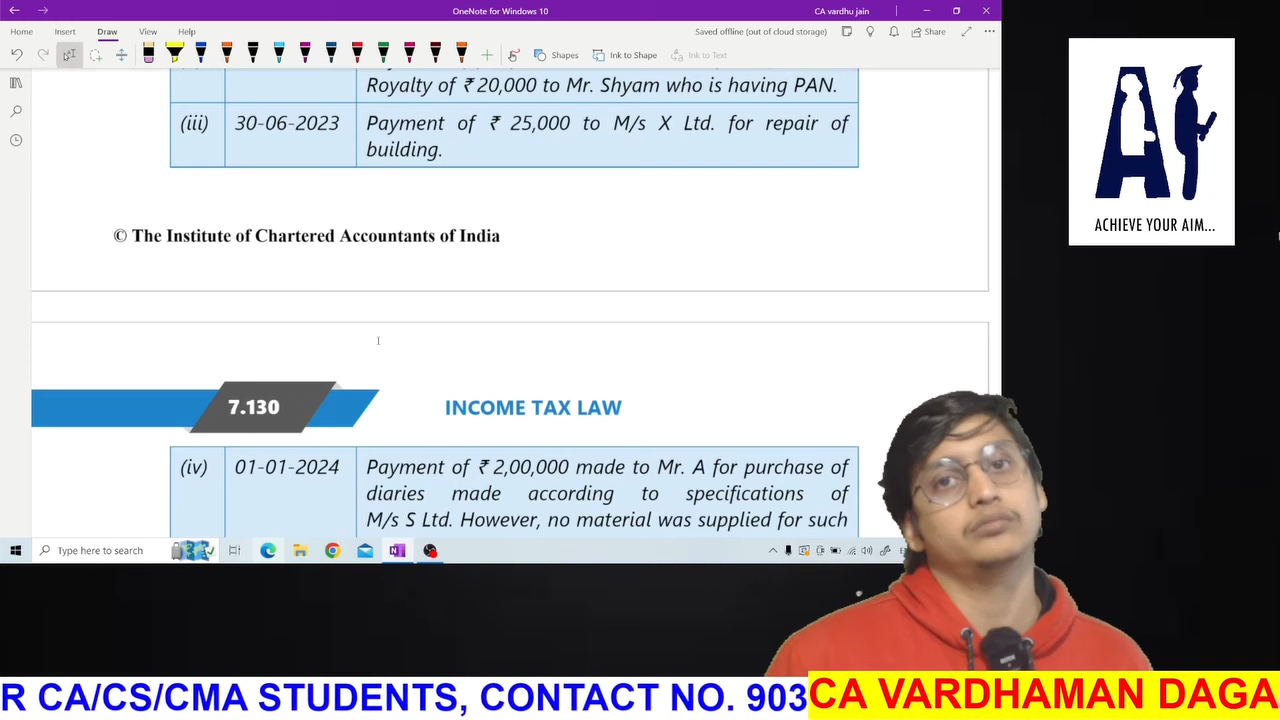 OneNote for Windows 10
CA vardhu jain
Home Insert Draw View Help
Saved offline (out of cloud storage)
Share
Shapes
Ink to Shape
Ink to Text
Royalty of ₹ 20,000 to Mr. Shyam who is having PAN.
(iii) 30-06-2023 Payment of ₹ 25,000 to M/s X Ltd. for repair of
building.
© The Institute of Chartered Accountants of India
7.130 INCOME TAX LAW
(iv) 01-01-2024 Payment of ₹ 2,00,000 made to Mr. A for purchase of
diaries made according to specifications of
M/s S Ltd. However, no material was supplied for such
Type here to search
ACHIEVE YOUR AIM...
R CA/CS/CMA STUDENTS, CONTACT NO. 903
CA VARDHAMAN DAGA